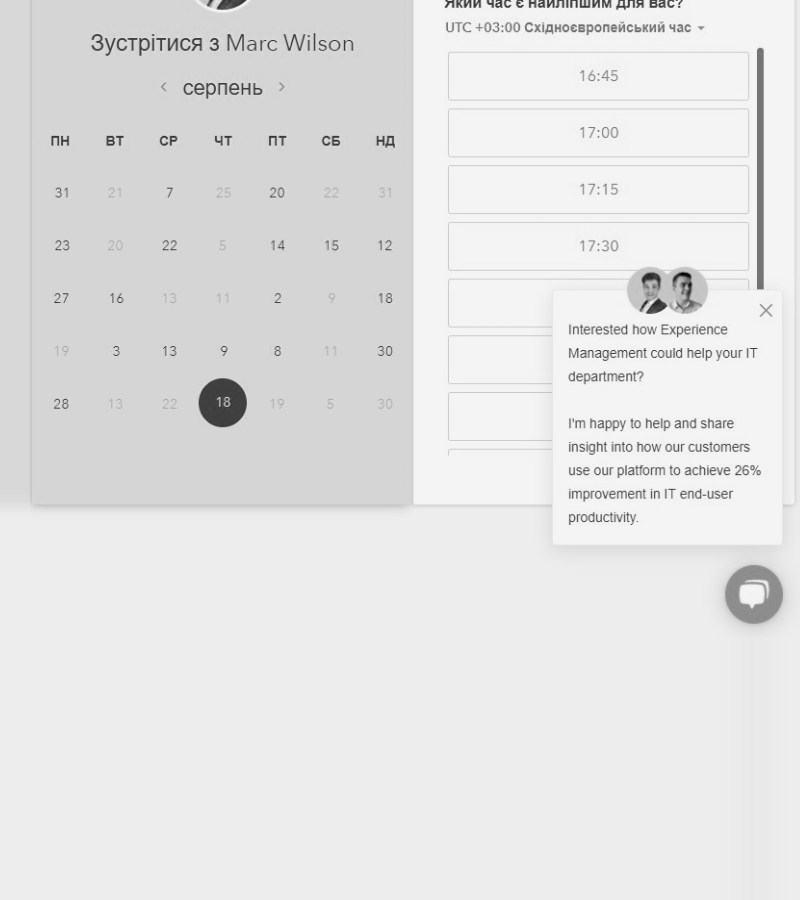 Зустрітися з Marc Wilson
серпень
ПН ВТ СР ЧТ ПТ СБ НД
31 21 7 25 20 22 31
23 20 22 5 14 15 12
27 16 13 11 2 9 18
19 3 13 9 8 11 30
28 13 22 18 19 5 30
Який час є найліпшим для вас?
UTC +03:00 Східноєвропейський час
16:45
17:00
17:15
17:30
Interested how Experience
Management could help your IT
department?
I'm happy to help and share
insight into how our customers
use our platform to achieve 26%
improvement in IT end-user
productivity.